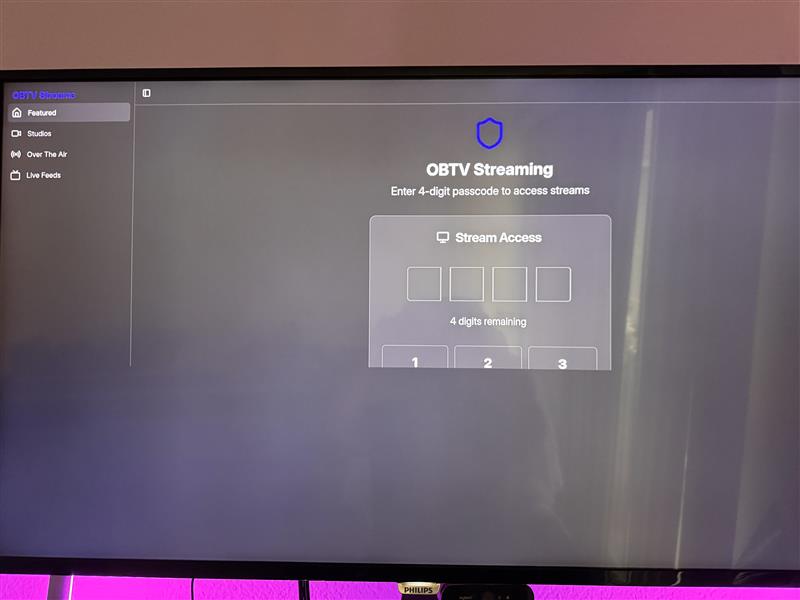 OBTV Streaming
Featured
Studios
Over The Air
Live Feeds
OBTV Streaming
Enter 4-digit passcode to access streams
Stream Access
4 digits remaining
1
2
3
PHILIPS